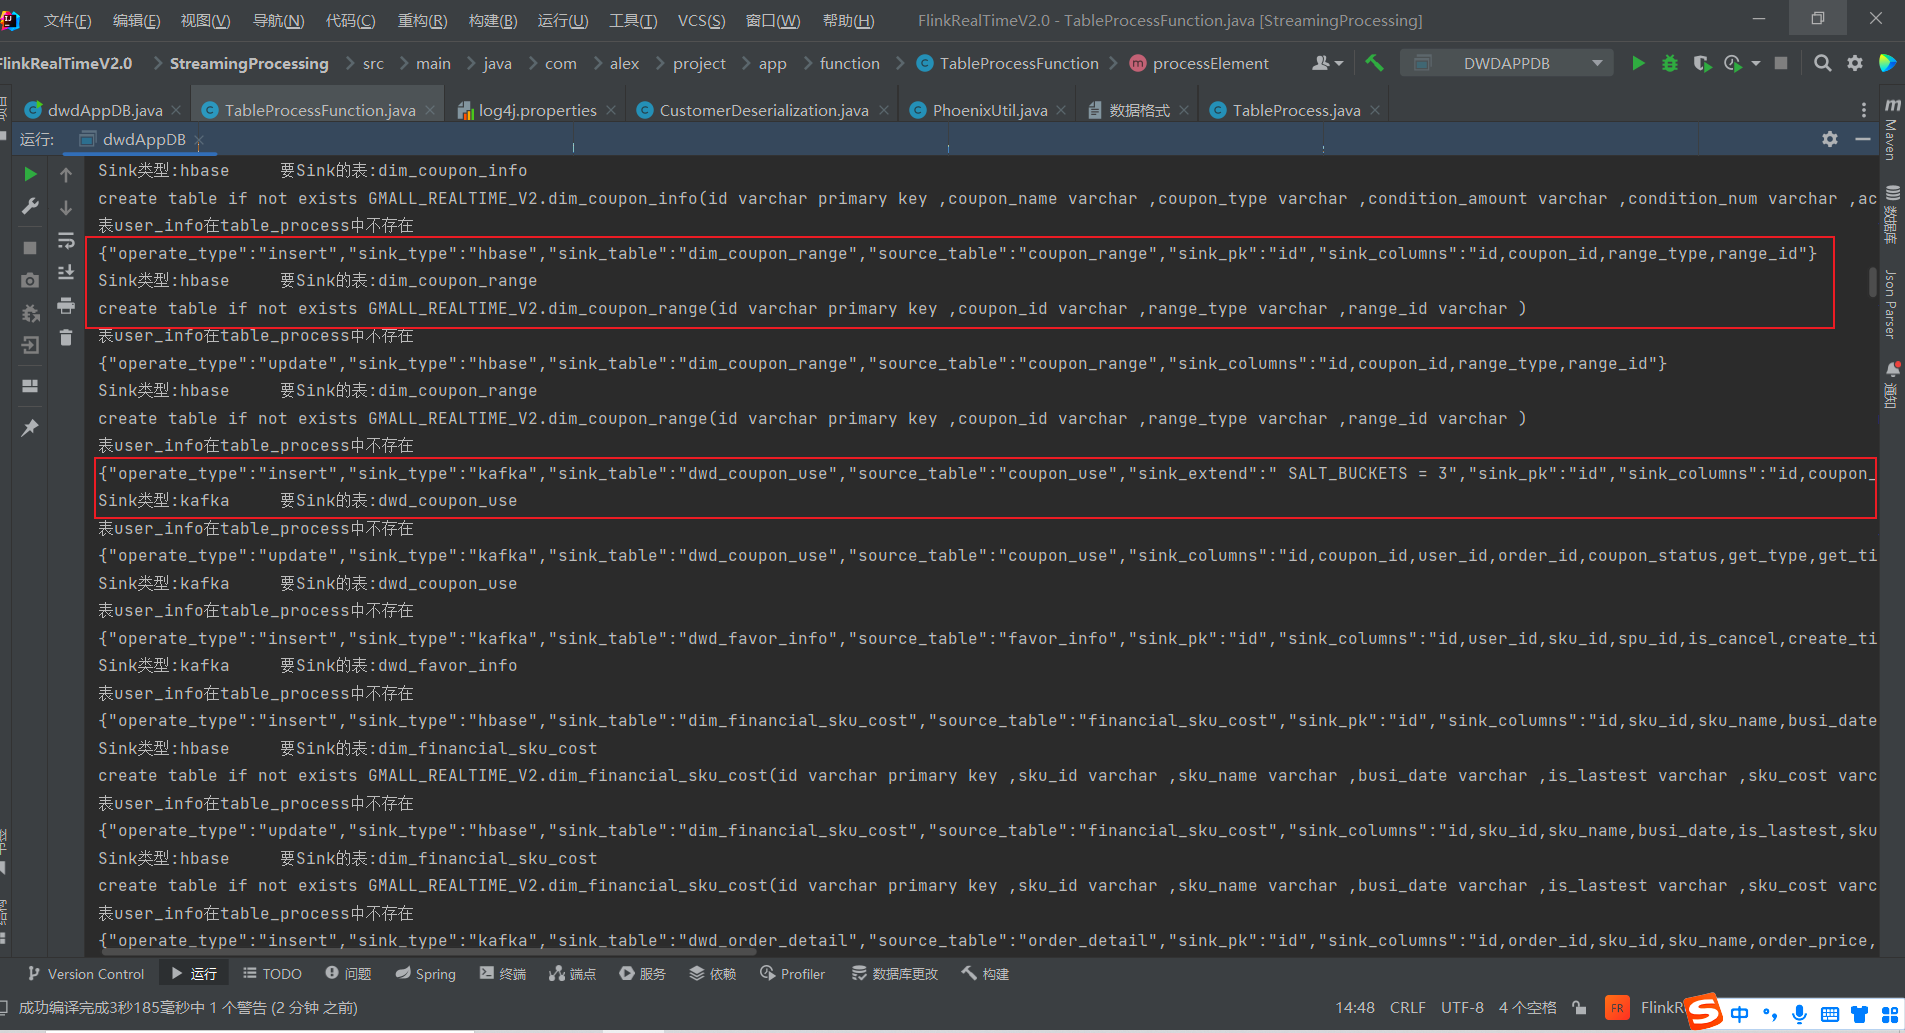 文件(F) 编辑(E) 视图(V) 导航(N) 代码(C) 重构(R) 构建(B) 运行(U) 工具(T) VCS(S) 窗口(W) 帮助(H) FlinkRealTimeV2.0 - TableProcessFunction.java [StreamingProcessing]
FlinkRealTimeV2.0 StreamingProcessing src main java com alex project app function TableProcessFunction processElement DWDAPPDB
dwdAppDB.java TableProcessFunction.java log4j.properties CustomerDeserialization.java PhoenixUtil.java 数据格式 TableProcess.java
运行: dwdAppDB
Sink类型:hbase 要Sink的表:dim_coupon_info
create table if not exists GMALL_REALTIME_V2.dim_coupon_info(id varchar primary key ,coupon_name varchar ,coupon_type varchar ,condition_amount varchar ,condition_num varchar ,ac
表user_info在table_process中不存在
{"operate_type":"insert","sink_type":"hbase","sink_table":"dim_coupon_range","source_table":"coupon_range","sink_pk":"id","sink_columns":"id,coupon_id,range_type,range_id"}
Sink类型:hbase 要Sink的表:dim_coupon_range
create table if not exists GMALL_REALTIME_V2.dim_coupon_range(id varchar primary key ,coupon_id varchar ,range_type varchar ,range_id varchar )
表user_info在table_process中不存在
{"operate_type":"update","sink_type":"hbase","sink_table":"dim_coupon_range","source_table":"coupon_range","sink_columns":"id,coupon_id,range_type,range_id"}
Sink类型:hbase 要Sink的表:dim_coupon_range
create table if not exists GMALL_REALTIME_V2.dim_coupon_range(id varchar primary key ,coupon_id varchar ,range_type varchar ,range_id varchar )
表user_info在table_process中不存在
{"operate_type":"insert","sink_type":"kafka","sink_table":"dwd_coupon_use","source_table":"coupon_use","sink_extend":" SALT_BUCKETS = 3","sink_pk":"id","sink_columns":"id,coupon_
Sink类型:kafka 要Sink的表:dwd_coupon_use
表user_info在table_process中不存在
{"operate_type":"update","sink_type":"kafka","sink_table":"dwd_coupon_use","source_table":"coupon_use","sink_columns":"id,coupon_id,user_id,order_id,coupon_status,get_type,get_ti
Sink类型:kafka 要Sink的表:dwd_coupon_use
表user_info在table_process中不存在
{"operate_type":"insert","sink_type":"kafka","sink_table":"dwd_favor_info","source_table":"favor_info","sink_pk":"id","sink_columns":"id,user_id,sku_id,spu_id,is_cancel,create_ti
Sink类型:kafka 要Sink的表:dwd_favor_info
表user_info在table_process中不存在
{"operate_type":"insert","sink_type":"hbase","sink_table":"dim_financial_sku_cost","source_table":"financial_sku_cost","sink_pk":"id","sink_columns":"id,sku_id,sku_name,busi_date
Sink类型:hbase 要Sink的表:dim_financial_sku_cost
create table if not exists GMALL_REALTIME_V2.dim_financial_sku_cost(id varchar primary key ,sku_id varchar ,sku_name varchar ,busi_date varchar ,is_lastest varchar ,sku_cost varc
表user_info在table_process中不存在
{"operate_type":"update","sink_type":"hbase","sink_table":"dim_financial_sku_cost","source_table":"financial_sku_cost","sink_columns":"id,sku_id,sku_name,busi_date,is_lastest,sku
Sink类型:hbase 要Sink的表:dim_financial_sku_cost
create table if not exists GMALL_REALTIME_V2.dim_financial_sku_cost(id varchar primary key ,sku_id varchar ,sku_name varchar ,busi_date varchar ,is_lastest varchar ,sku_cost varc
表user_info在table_process中不存在
{"operate_type":"insert","sink_type":"kafka","sink_table":"dwd_order_detail","source_table":"order_detail","sink_pk":"id","sink_columns":"id,order_id,sku_id,sku_name,order_price,
Maven
数据库
Json Parser
通知
Version Control 运行 TODO 问题 Spring 终端 端点 服务 依赖 Profiler 数据库更改 构建
成功编译完成3秒185毫秒中 1 个警告 (2 分钟 之前) 14:48 CRLF UTF-8 4 个空格 FR FlinkR 中